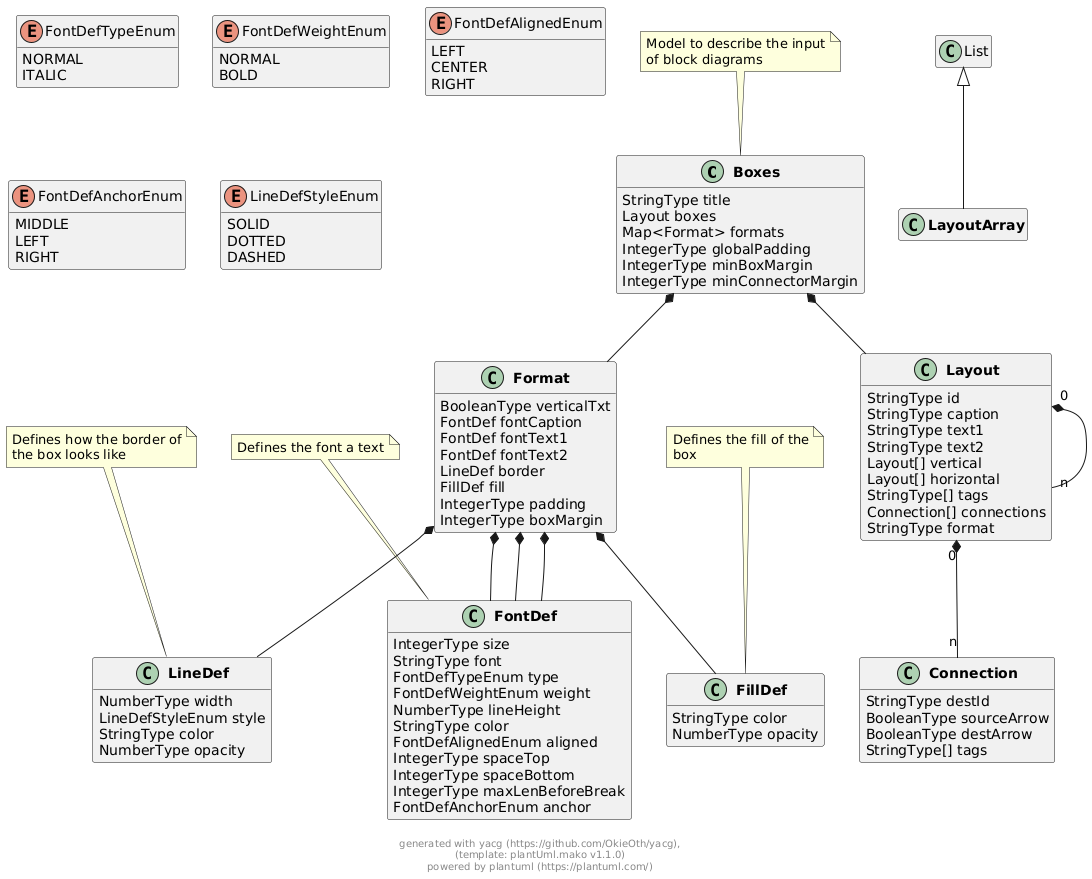 E FontDefTypeEnum
NORMAL
ITALIC
E FontDefWeightEnum
NORMAL
BOLD
E FontDefAlignedEnum
LEFT
CENTER
RIGHT
Model to describe the input
of block diagrams
C List
E FontDefAnchorEnum
MIDDLE
LEFT
RIGHT
E LineDefStyleEnum
SOLID
DOTTED
DASHED
C Boxes
StringType title
Layout boxes
Map<Format> formats
IntegerType globalPadding
IntegerType minBoxMargin
IntegerType minConnectorMargin
C LayoutArray
Defines how the border of
the box looks like
Defines the font a text
C Format
BooleanType verticalTxt
FontDef fontCaption
FontDef fontText1
FontDef fontText2
LineDef border
FillDef fill
IntegerType padding
IntegerType boxMargin
Defines the fill of the
box
C Layout
StringType id
StringType caption
StringType text1
StringType text2
Layout[] vertical
Layout[] horizontal
StringType[] tags
Connection[] connections
StringType format
0
n
0
n
C LineDef
NumberType width
LineDefStyleEnum style
StringType color
NumberType opacity
C FontDef
IntegerType size
StringType font
FontDefTypeEnum type
FontDefWeightEnum weight
NumberType lineHeight
StringType color
FontDefAlignedEnum aligned
IntegerType spaceTop
IntegerType spaceBottom
IntegerType maxLenBeforeBreak
FontDefAnchorEnum anchor
C FillDef
StringType color
NumberType opacity
C Connection
StringType destId
BooleanType sourceArrow
BooleanType destArrow
StringType[] tags
generated with yacg (https://github.com/OkieOth/yacg),
(template: plantUml.mako v1.1.0)
powered by plantuml (https://plantuml.com/)